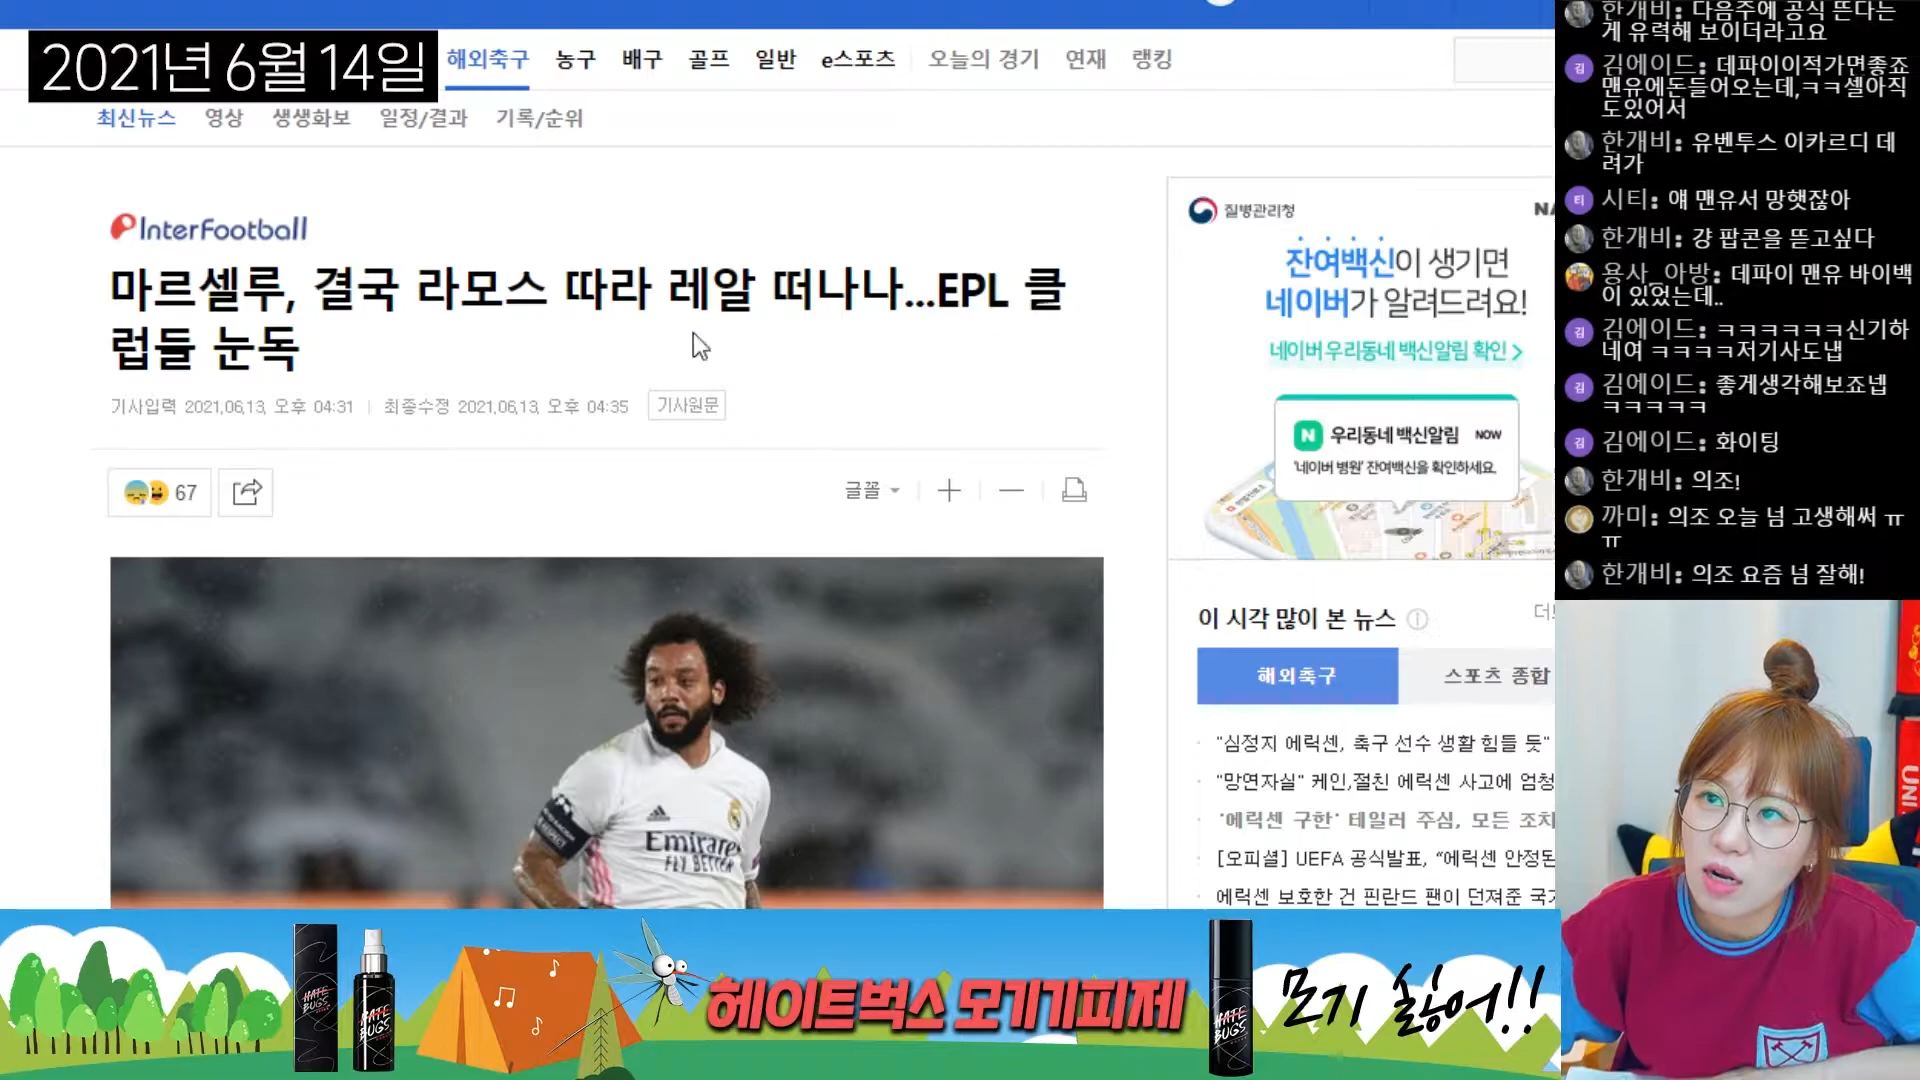 2021년 6월 14일
해외축구 농구 배구 골프 일반 e스포츠 오늘의 경기 연재 랭킹
최신뉴스 영상 생생화보 일정/결과 기록/순위
InterFootball
마르셀루, 결국 라모스 따라 레알 떠나나...EPL 클
럽들 눈독
기사입력 2021.06.13. 오후 04:31 최종수정 2021.06.13. 오후 04:35 기사원문
67
글꼴
Emirates
FLY BETTER
질병관리청
잔여백신이 생기면
네이버가 알려드려요!
네이버 우리동네 백신알림 확인 >
N 우리동네 백신알림 NOW
'네이버 병원' 잔여백신을 확인하세요.
이 시각 많이 본 뉴스
해외축구 스포츠 종합
"심정지 에릭센, 축구 선수 생활 힘들 듯"
"망연자실" 케인,절친 에릭센 사고에 엄청
'에릭센 구한' 테일러 주심, 모든 조치
[오피셜] UEFA 공식발표, “에릭센 안정된
에릭센 보호한 건 핀란드 팬이 던져준 국기
한개비: 다음주에 공식 뜬다는
게 유력해 보이더라고요
김에이드: 데파이이적가면좋죠
맨유에돈들어오는데,ㅋㅋ셀아직
도있어서
한개비: 유벤투스 이카르디 데
려가
시티: 얘 맨유서 망했잖아
한개비: 걍 팝콘을 뜯고싶다
용사_아방: 데파이 맨유 바이백
이 있었는데..
김에이드: ㅋㅋㅋㅋㅋㅋ신기하
네여 ㅋㅋㅋㅋ저기사도냅
김에이드: 좋게생각해보죠넵
ㅋㅋㅋㅋㅋ
김에이드: 화이팅
한개비: 의조!
까미: 의조 오늘 넘 고생해써 ㅠ
ㅠ
한개비: 의조 요즘 넘 잘해!
HATE
BUGS
HATE
BUGS
헤이트벅스 모기기피제
HATE
BUGS
모기 싫어!!